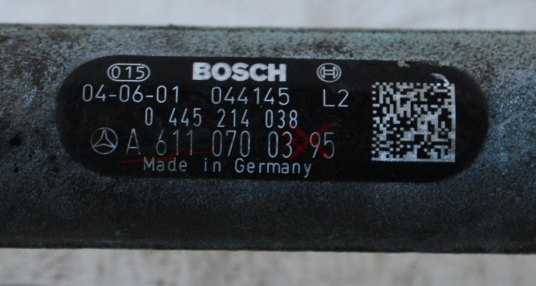 015 BOSCH
04-06-01 044145 L2
0 445 214 038
A 611 070 03 95
Made in Germany